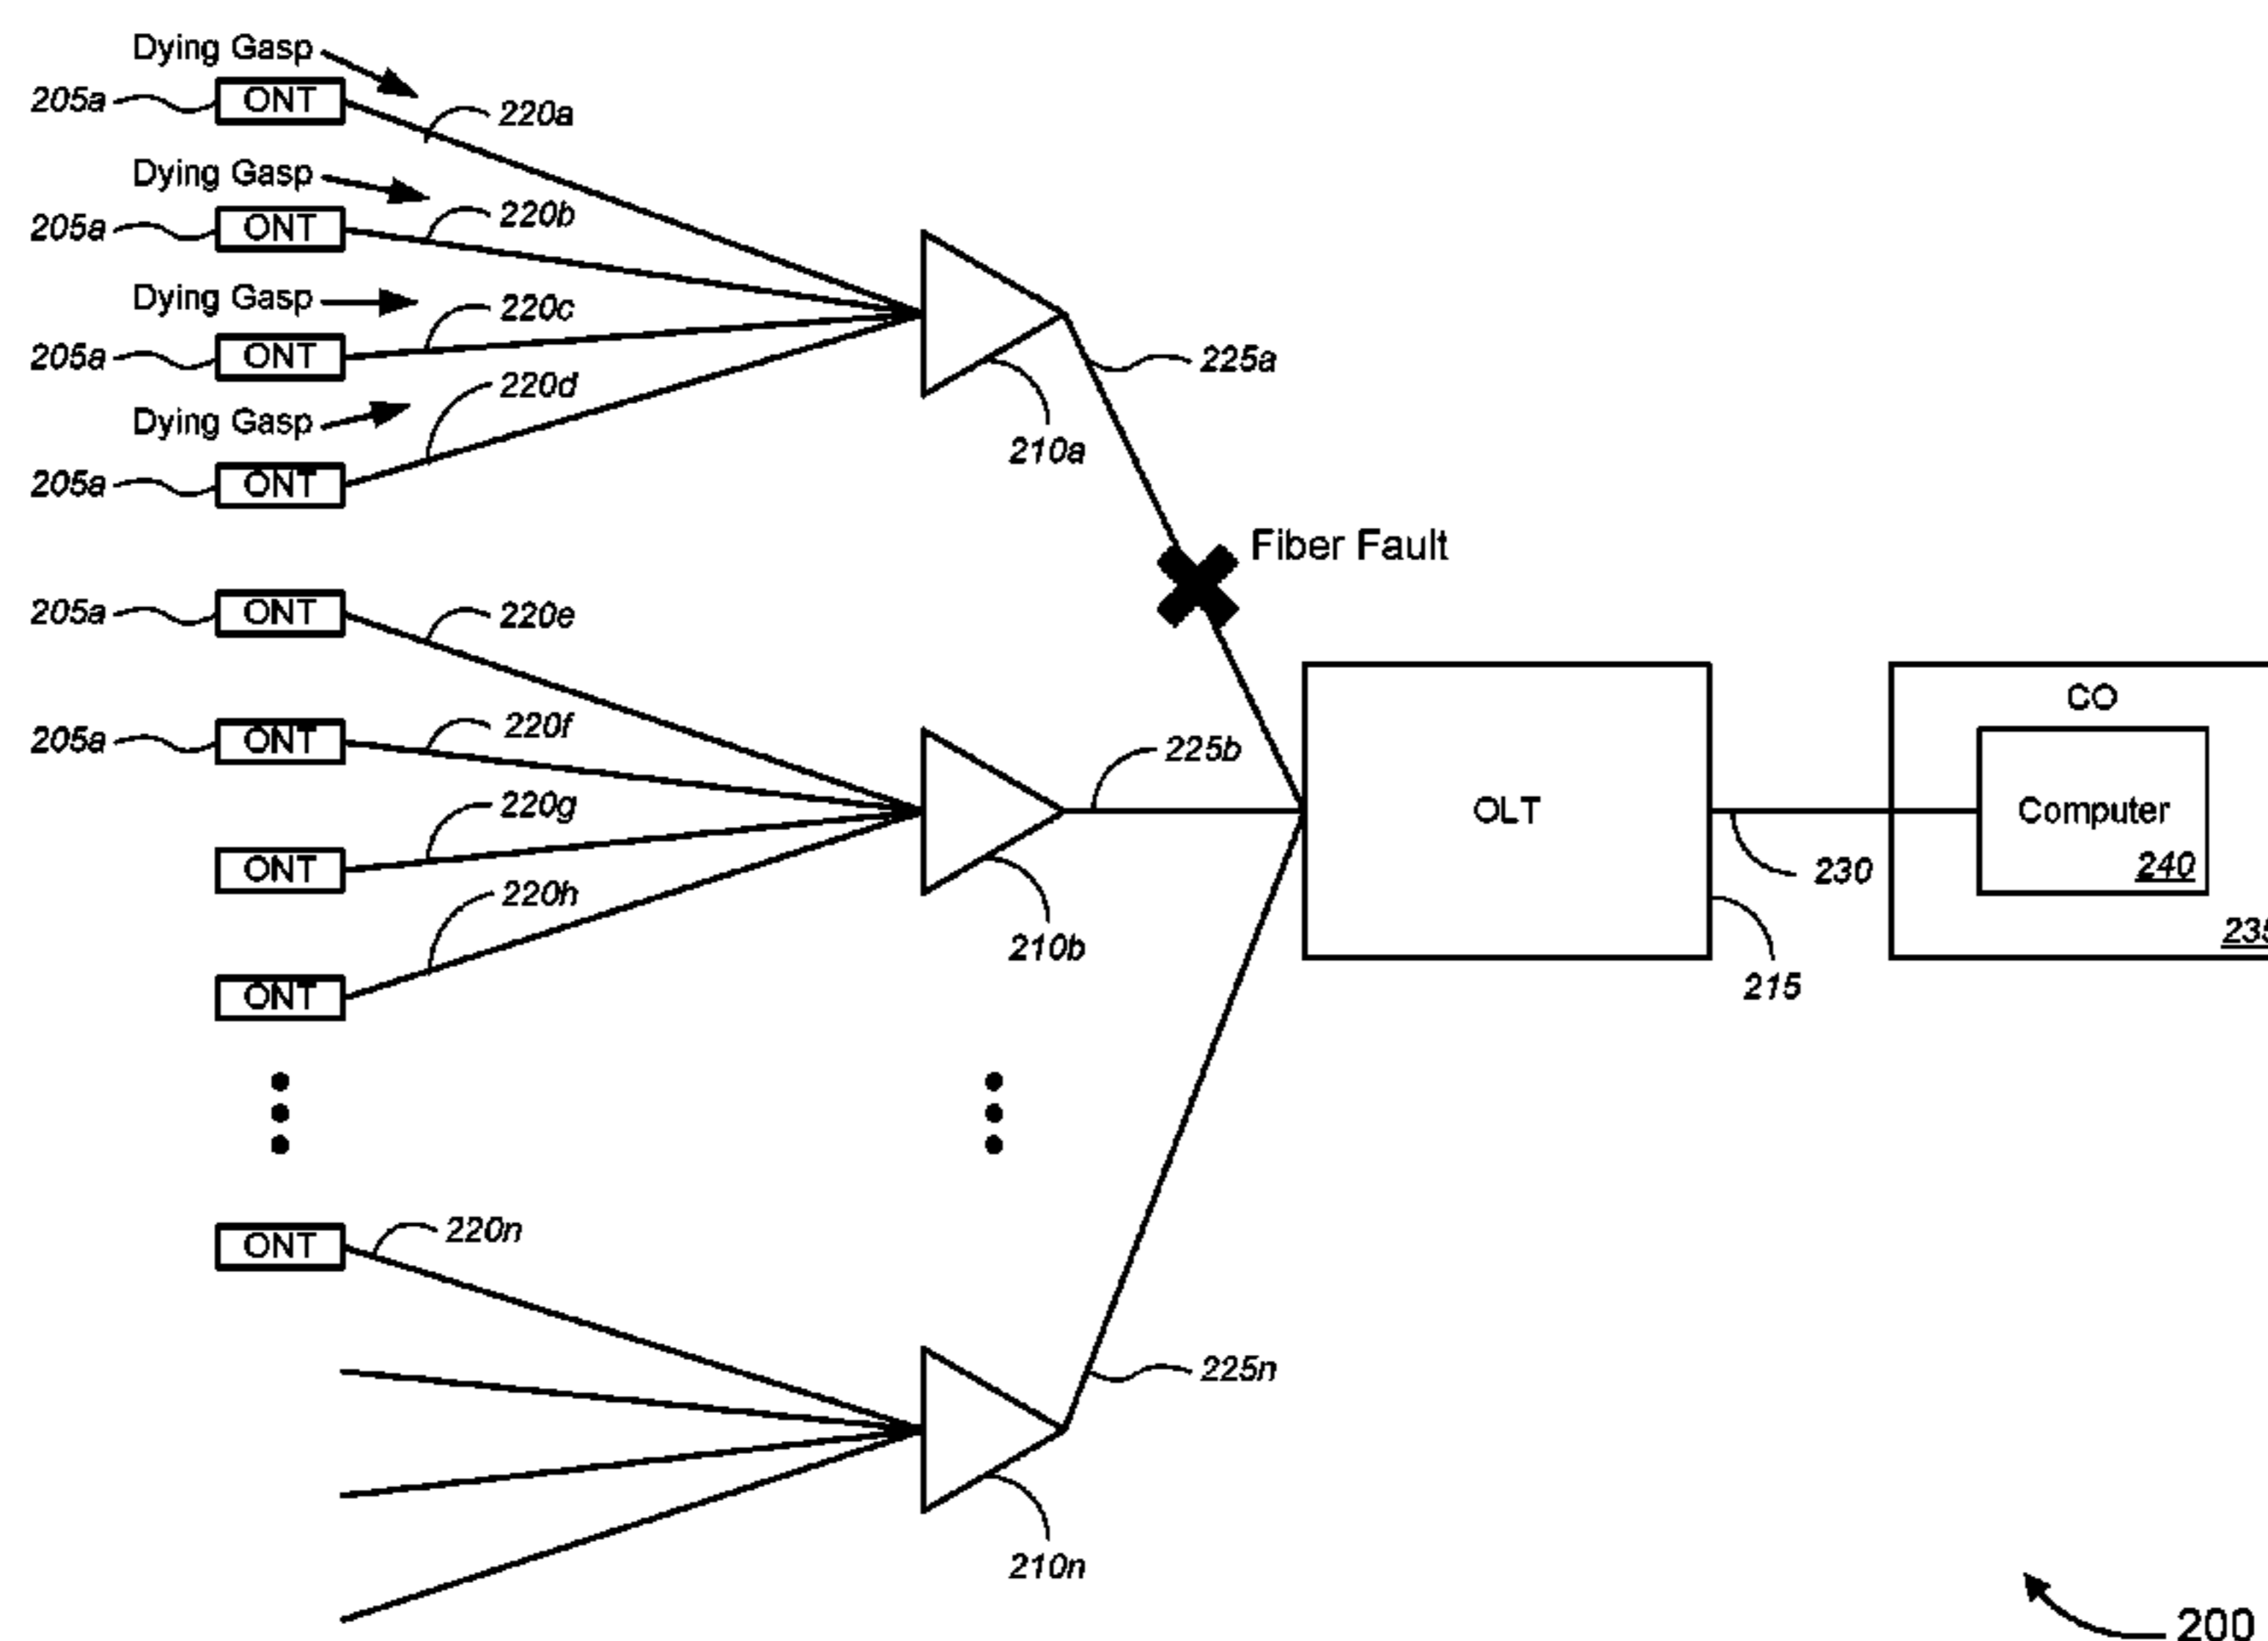 Dying Gasp
205a ONT 220a
Dying Gasp
205a ONT 220b
Dying Gasp
205a ONT 220c
Dying Gasp 220d
205a ONT
225a
210a
Fiber Fault
205a ONT 220e
205a ONT 220f
ONT 220g
ONT 220h
225b
210b
OLT
215
230
CO
Computer
240
235
ONT 220n
225n
210n
200